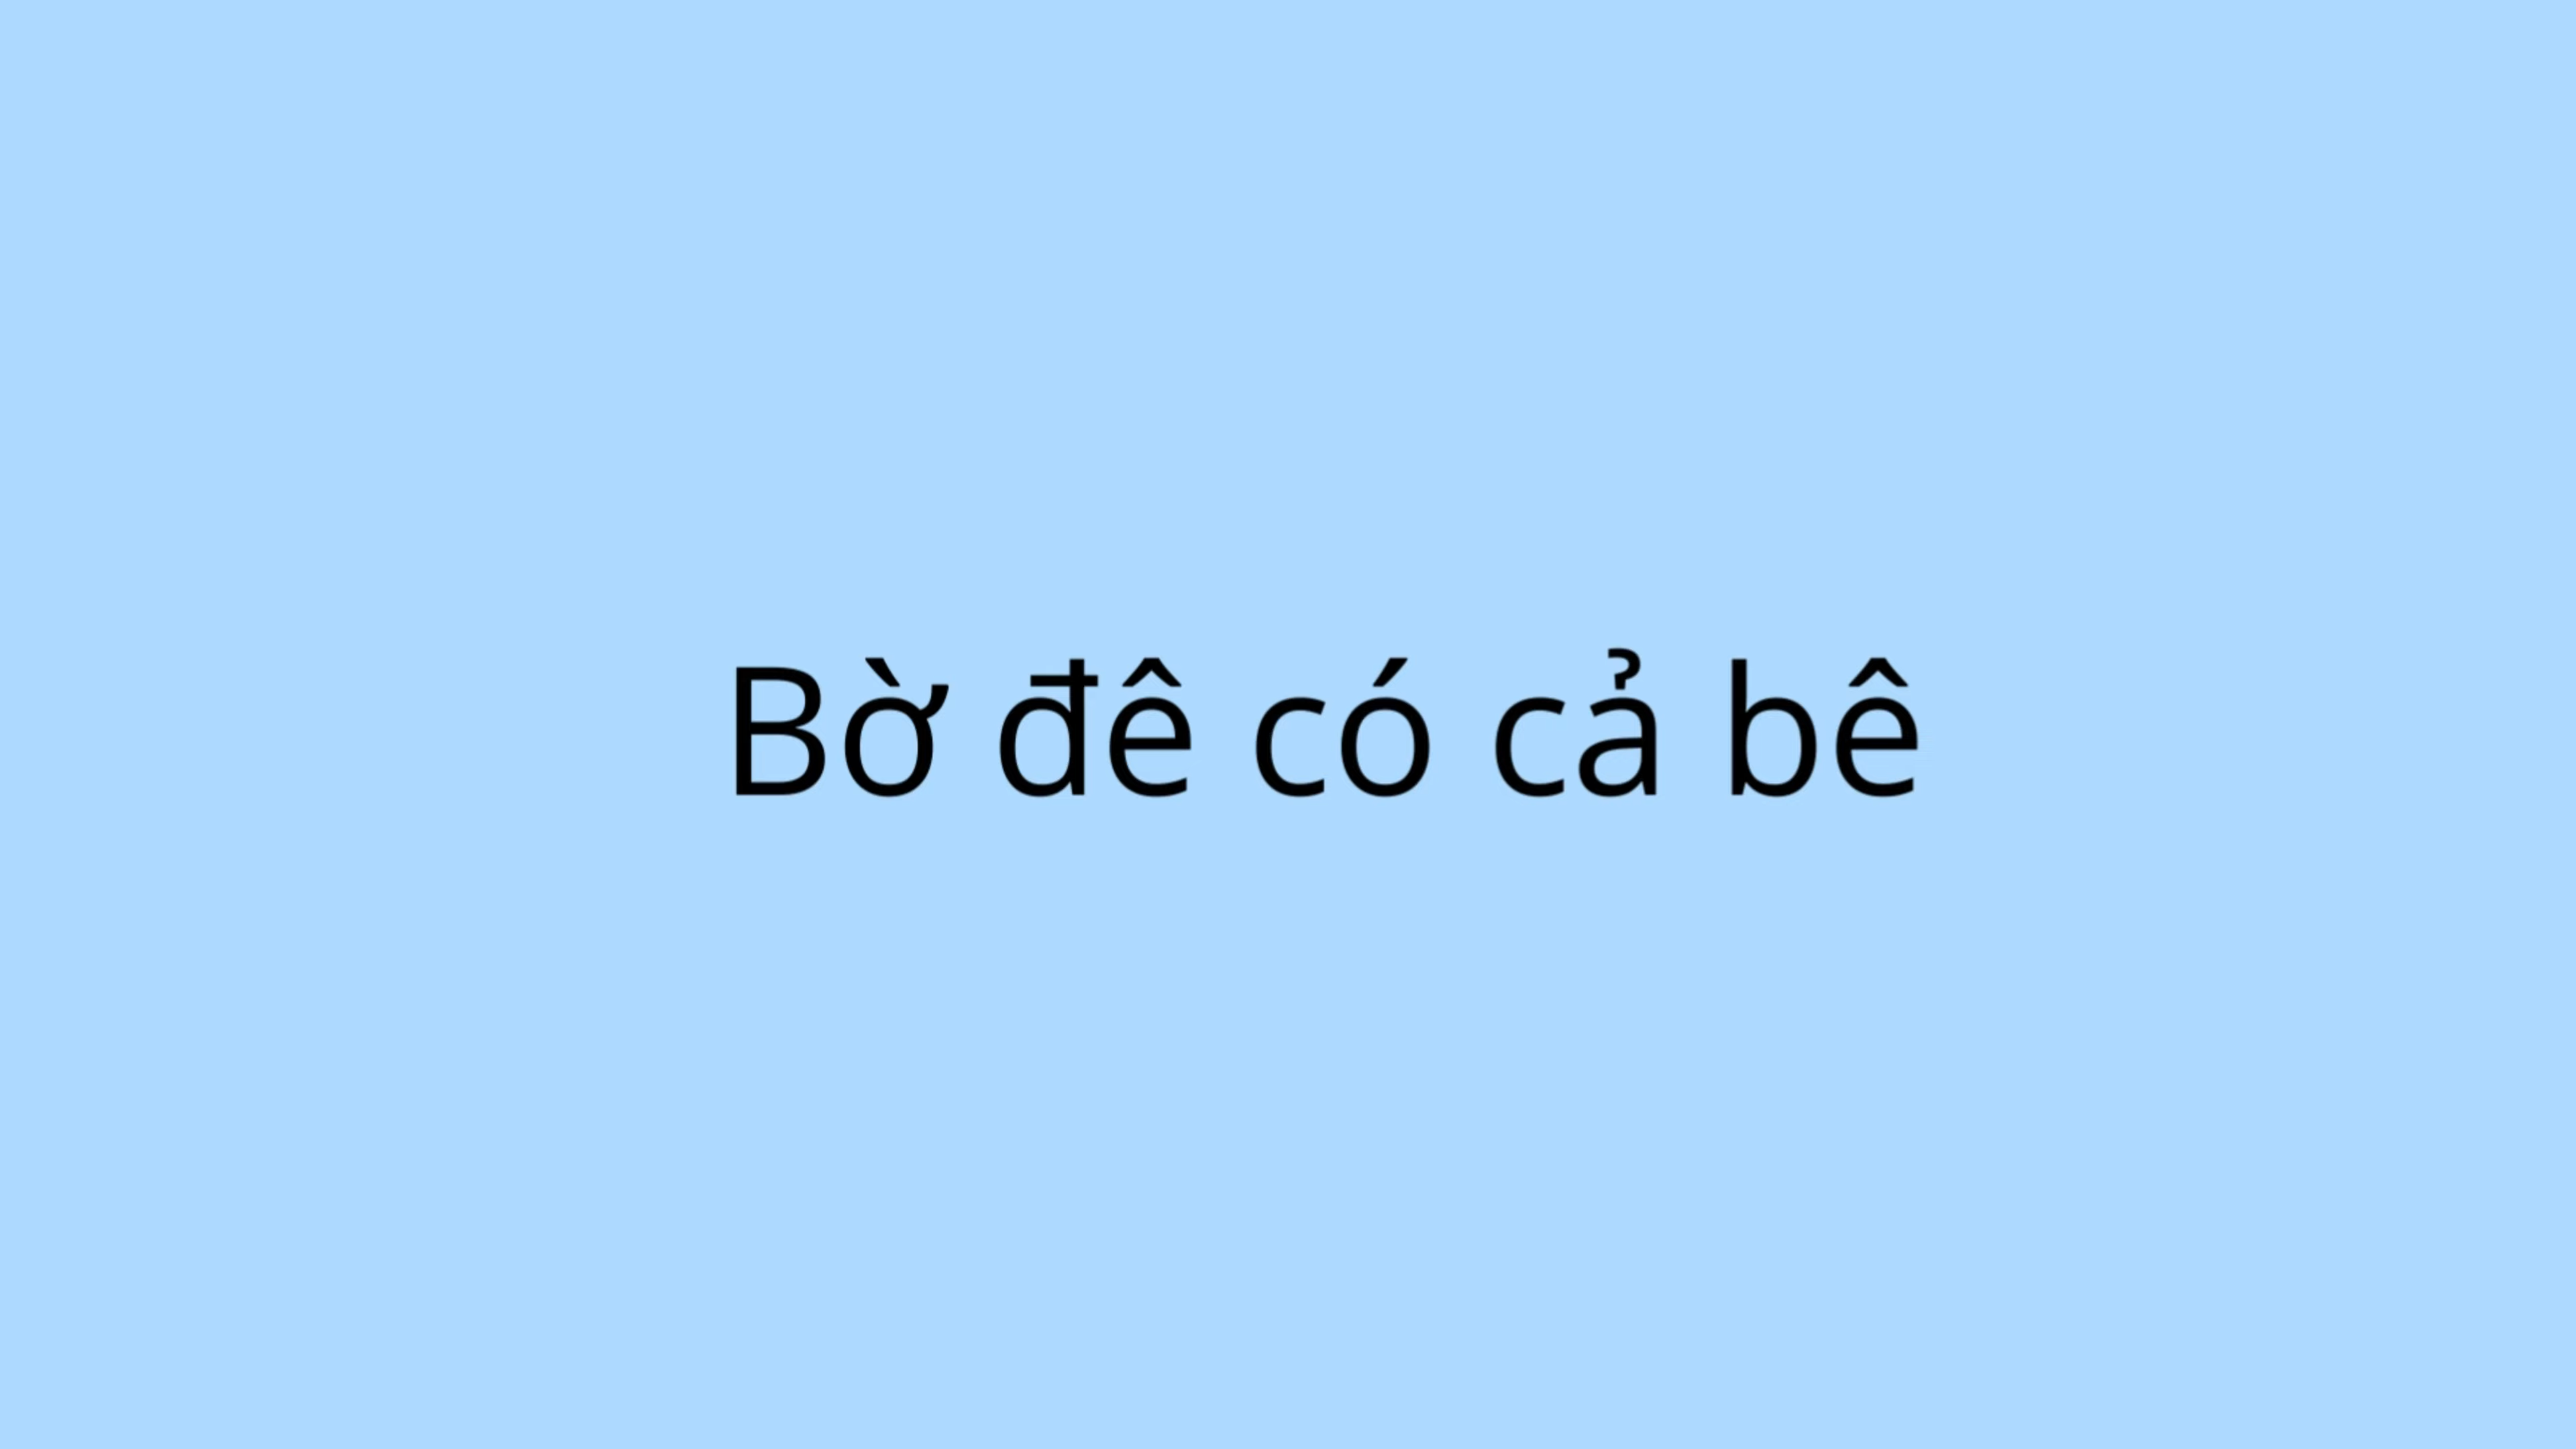 Bờ đê có cả bê